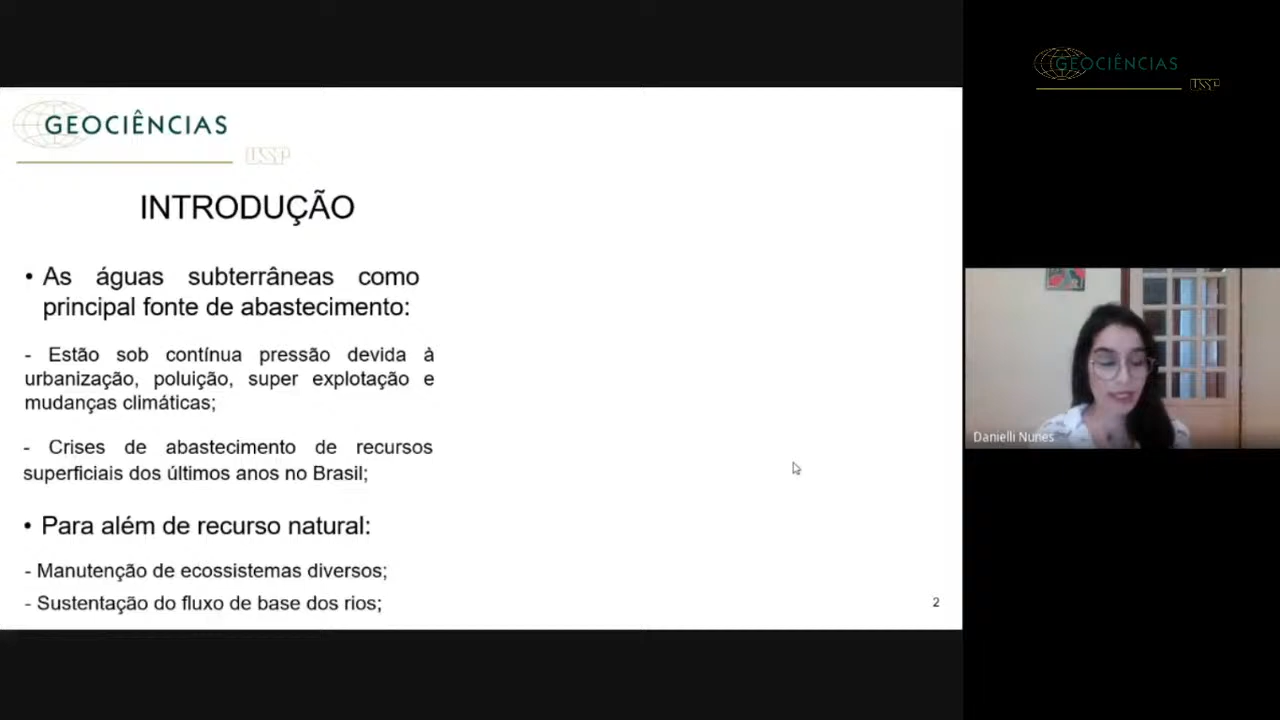 GEOCIÊNCIAS
USP
INTRODUÇÃO
• As águas subterrâneas como
principal fonte de abastecimento:
- Estão sob contínua pressão devida à
urbanização, poluição, super explotação e
mudanças climáticas;
- Crises de abastecimento de recursos
superficiais dos últimos anos no Brasil;
• Para além de recurso natural:
- Manutenção de ecossistemas diversos;
- Sustentação do fluxo de base dos rios;
2
GEOCIÊNCIAS
USP
Danielli Nunes